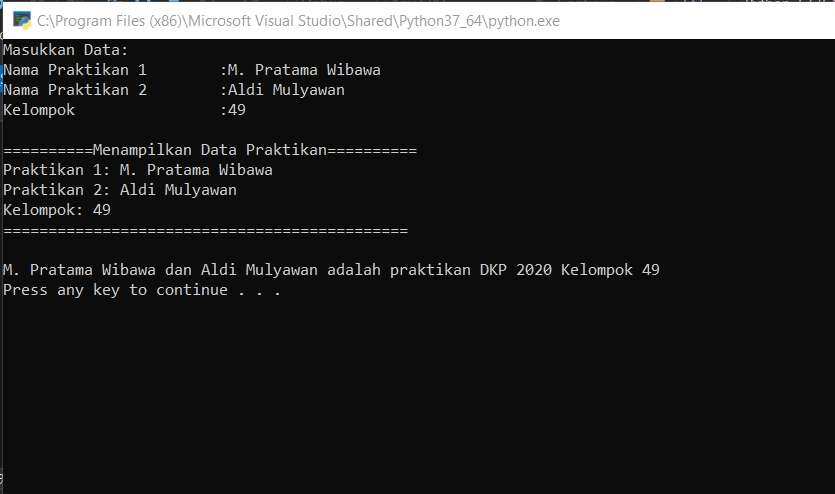 C:\Program Files (x86)\Microsoft Visual Studio\Shared\Python37_64\python.exe
Masukkan Data:
Nama Praktikan 1        :M. Pratama Wibawa
Nama Praktikan 2        :Aldi Mulyawan
Kelompok                :49
==========Menampilkan Data Praktikan==========
Praktikan 1: M. Pratama Wibawa
Praktikan 2: Aldi Mulyawan
Kelompok: 49
=============================================
M. Pratama Wibawa dan Aldi Mulyawan adalah praktikan DKP 2020 Kelompok 49
Press any key to continue . . .